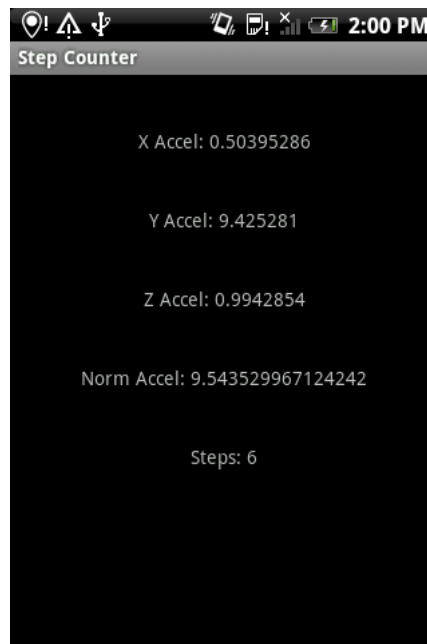 2:00 PM
Step Counter
X Accel: 0.50395286
Y Accel: 9.425281
Z Accel: 0.9942854
Norm Accel: 9.543529967124242
Steps: 6